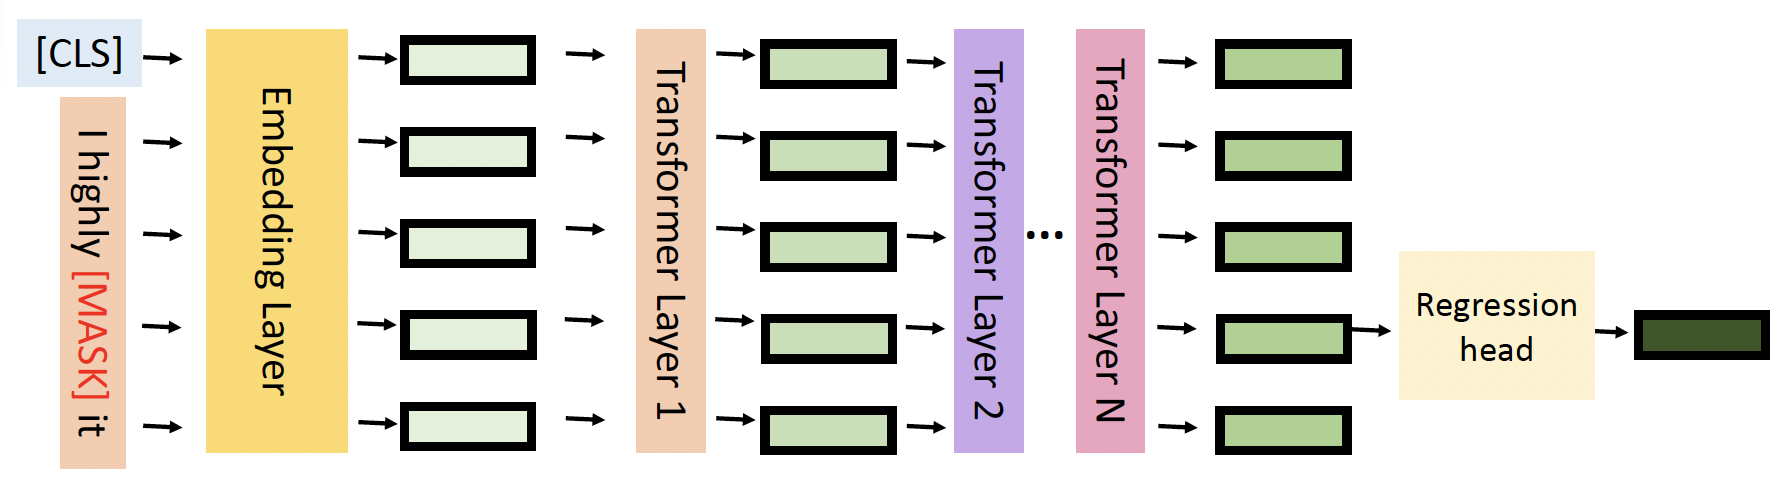 [CLS]
I highly [MASK] it
Embedding Layer
Transformer Layer 1
Transformer Layer 2
...
Transformer Layer N
Regression
head